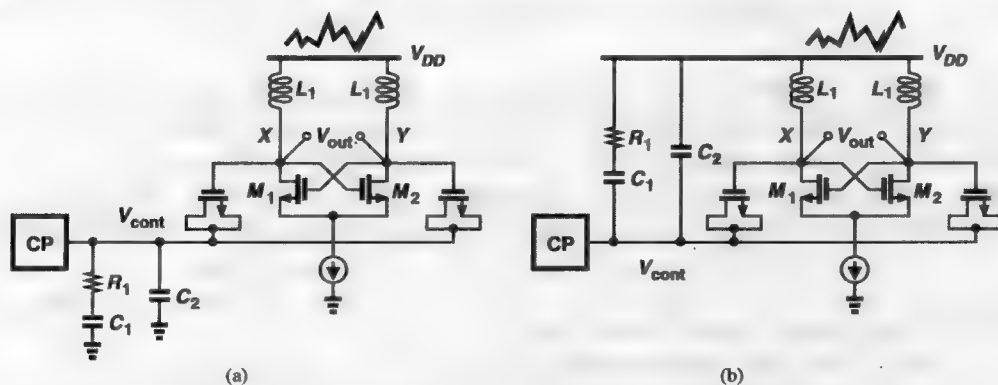 V_DD
L_1 L_1
X V_out Y
M_1 M_2
V_cont
CP
R_1
C_2
C_1
(a)
V_DD
L_1 L_1
R_1
C_2
X V_out Y
C_1
M_1 M_2
CP
V_cont
(b)